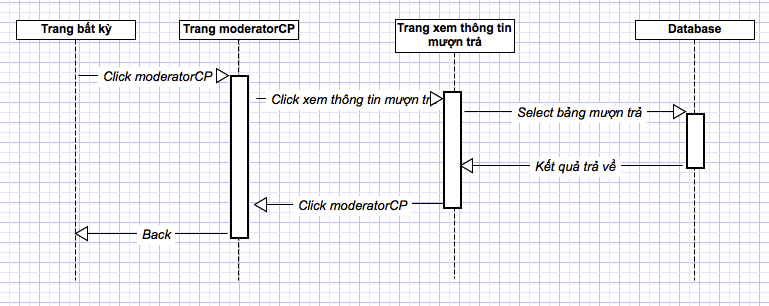 Trang bất kỳ
Trang moderatorCP
Trang xem thông tin
mượn trả
Database
Click moderatorCP
Click xem thông tin mượn
Select bảng mượn trả
Kết quả trả về
Click moderatorCP
Back